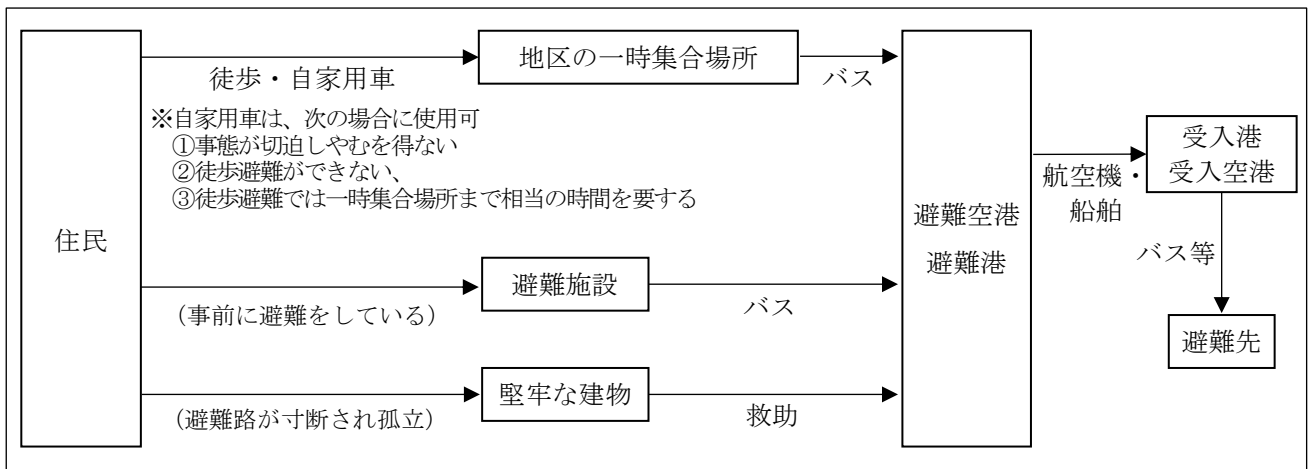 住民
徒歩・自家用車
※自家用車は、次の場合に使用可
①事態が切迫しやむを得ない
②徒歩避難ができない、
③徒歩避難では一時集合場所まで相当の時間を要する
地区の一時集合場所
バス
(事前に避難をしている)
避難施設
バス
(避難路が寸断され孤立)
堅牢な建物
救助
避難空港
避難港
航空機・
船舶
受入港
受入空港
バス等
避難先